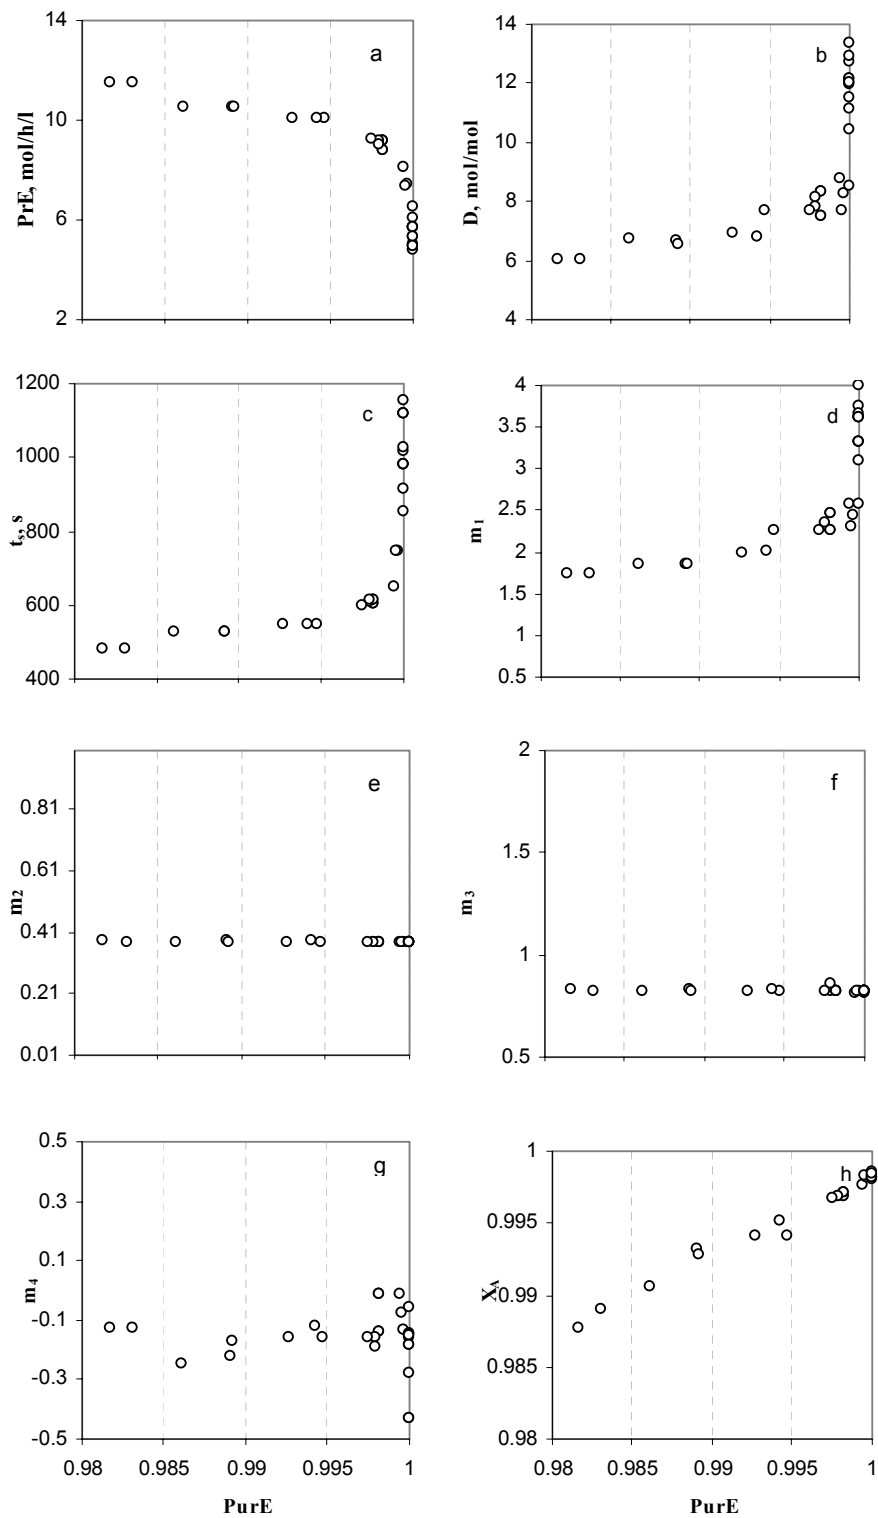 14
10
6
2
PrE, mol/h/l
a
14
12
10
8
6
4
D, mol/mol
b
1200
1000
800
600
400
tₛ, s
c
4
3.5
3
2.5
2
1.5
1
0.5
m₁
d
0.81
0.61
0.41
0.21
0.01
m₂
e
2
1.5
1
0.5
m₃
f
0.5
0.3
0.1
-0.1
-0.3
-0.5
m₄
g
0.98 0.985 0.99 0.995 1
PurE
1
0.995
0.99
0.985
0.98
X_A
h
0.98 0.985 0.99 0.995 1
PurE